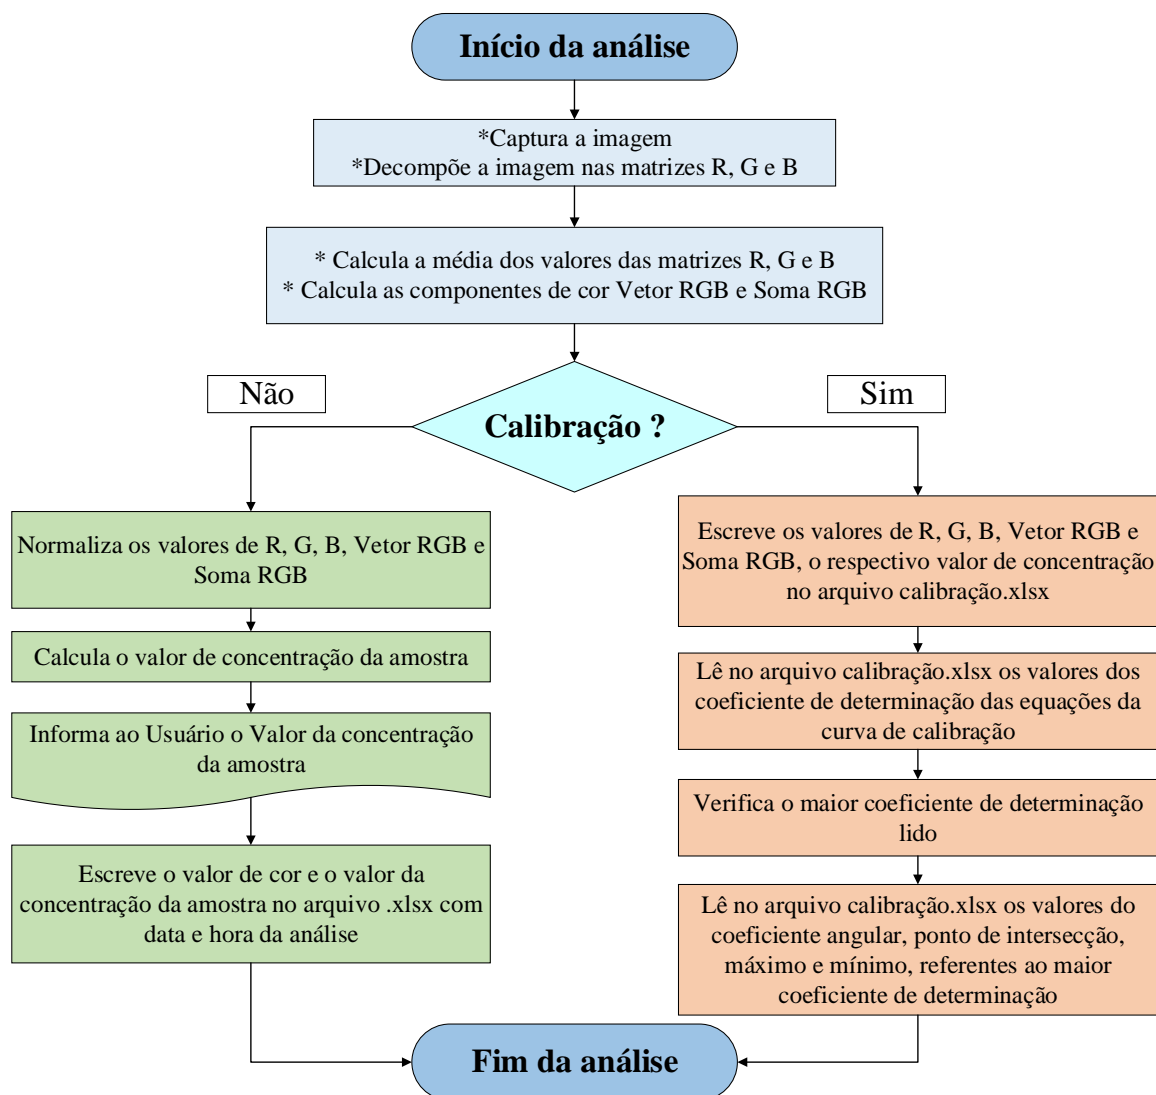 Início da análise
*Captura a imagem
*Decompõe a imagem nas matrizes R, G e B
* Calcula a média dos valores das matrizes R, G e B
* Calcula as componentes de cor Vetor RGB e Soma RGB
Calibração ?
Não
Normaliza os valores de R, G, B, Vetor RGB e
Soma RGB
Calcula o valor de concentração da amostra
Informa ao Usuário o Valor da concentração
da amostra
Escreve o valor de cor e o valor da
concentração da amostra no arquivo .xlsx com
data e hora da análise
Sim
Escreve os valores de R, G, B, Vetor RGB e
Soma RGB, o respectivo valor de concentração
no arquivo calibração.xlsx
Lê no arquivo calibração.xlsx os valores dos
coeficiente de determinação das equações da
curva de calibração
Verifica o maior coeficiente de determinação
lido
Lê no arquivo calibração.xlsx os valores do
coeficiente angular, ponto de intersecção,
máximo e mínimo, referentes ao maior
coeficiente de determinação
Fim da análise